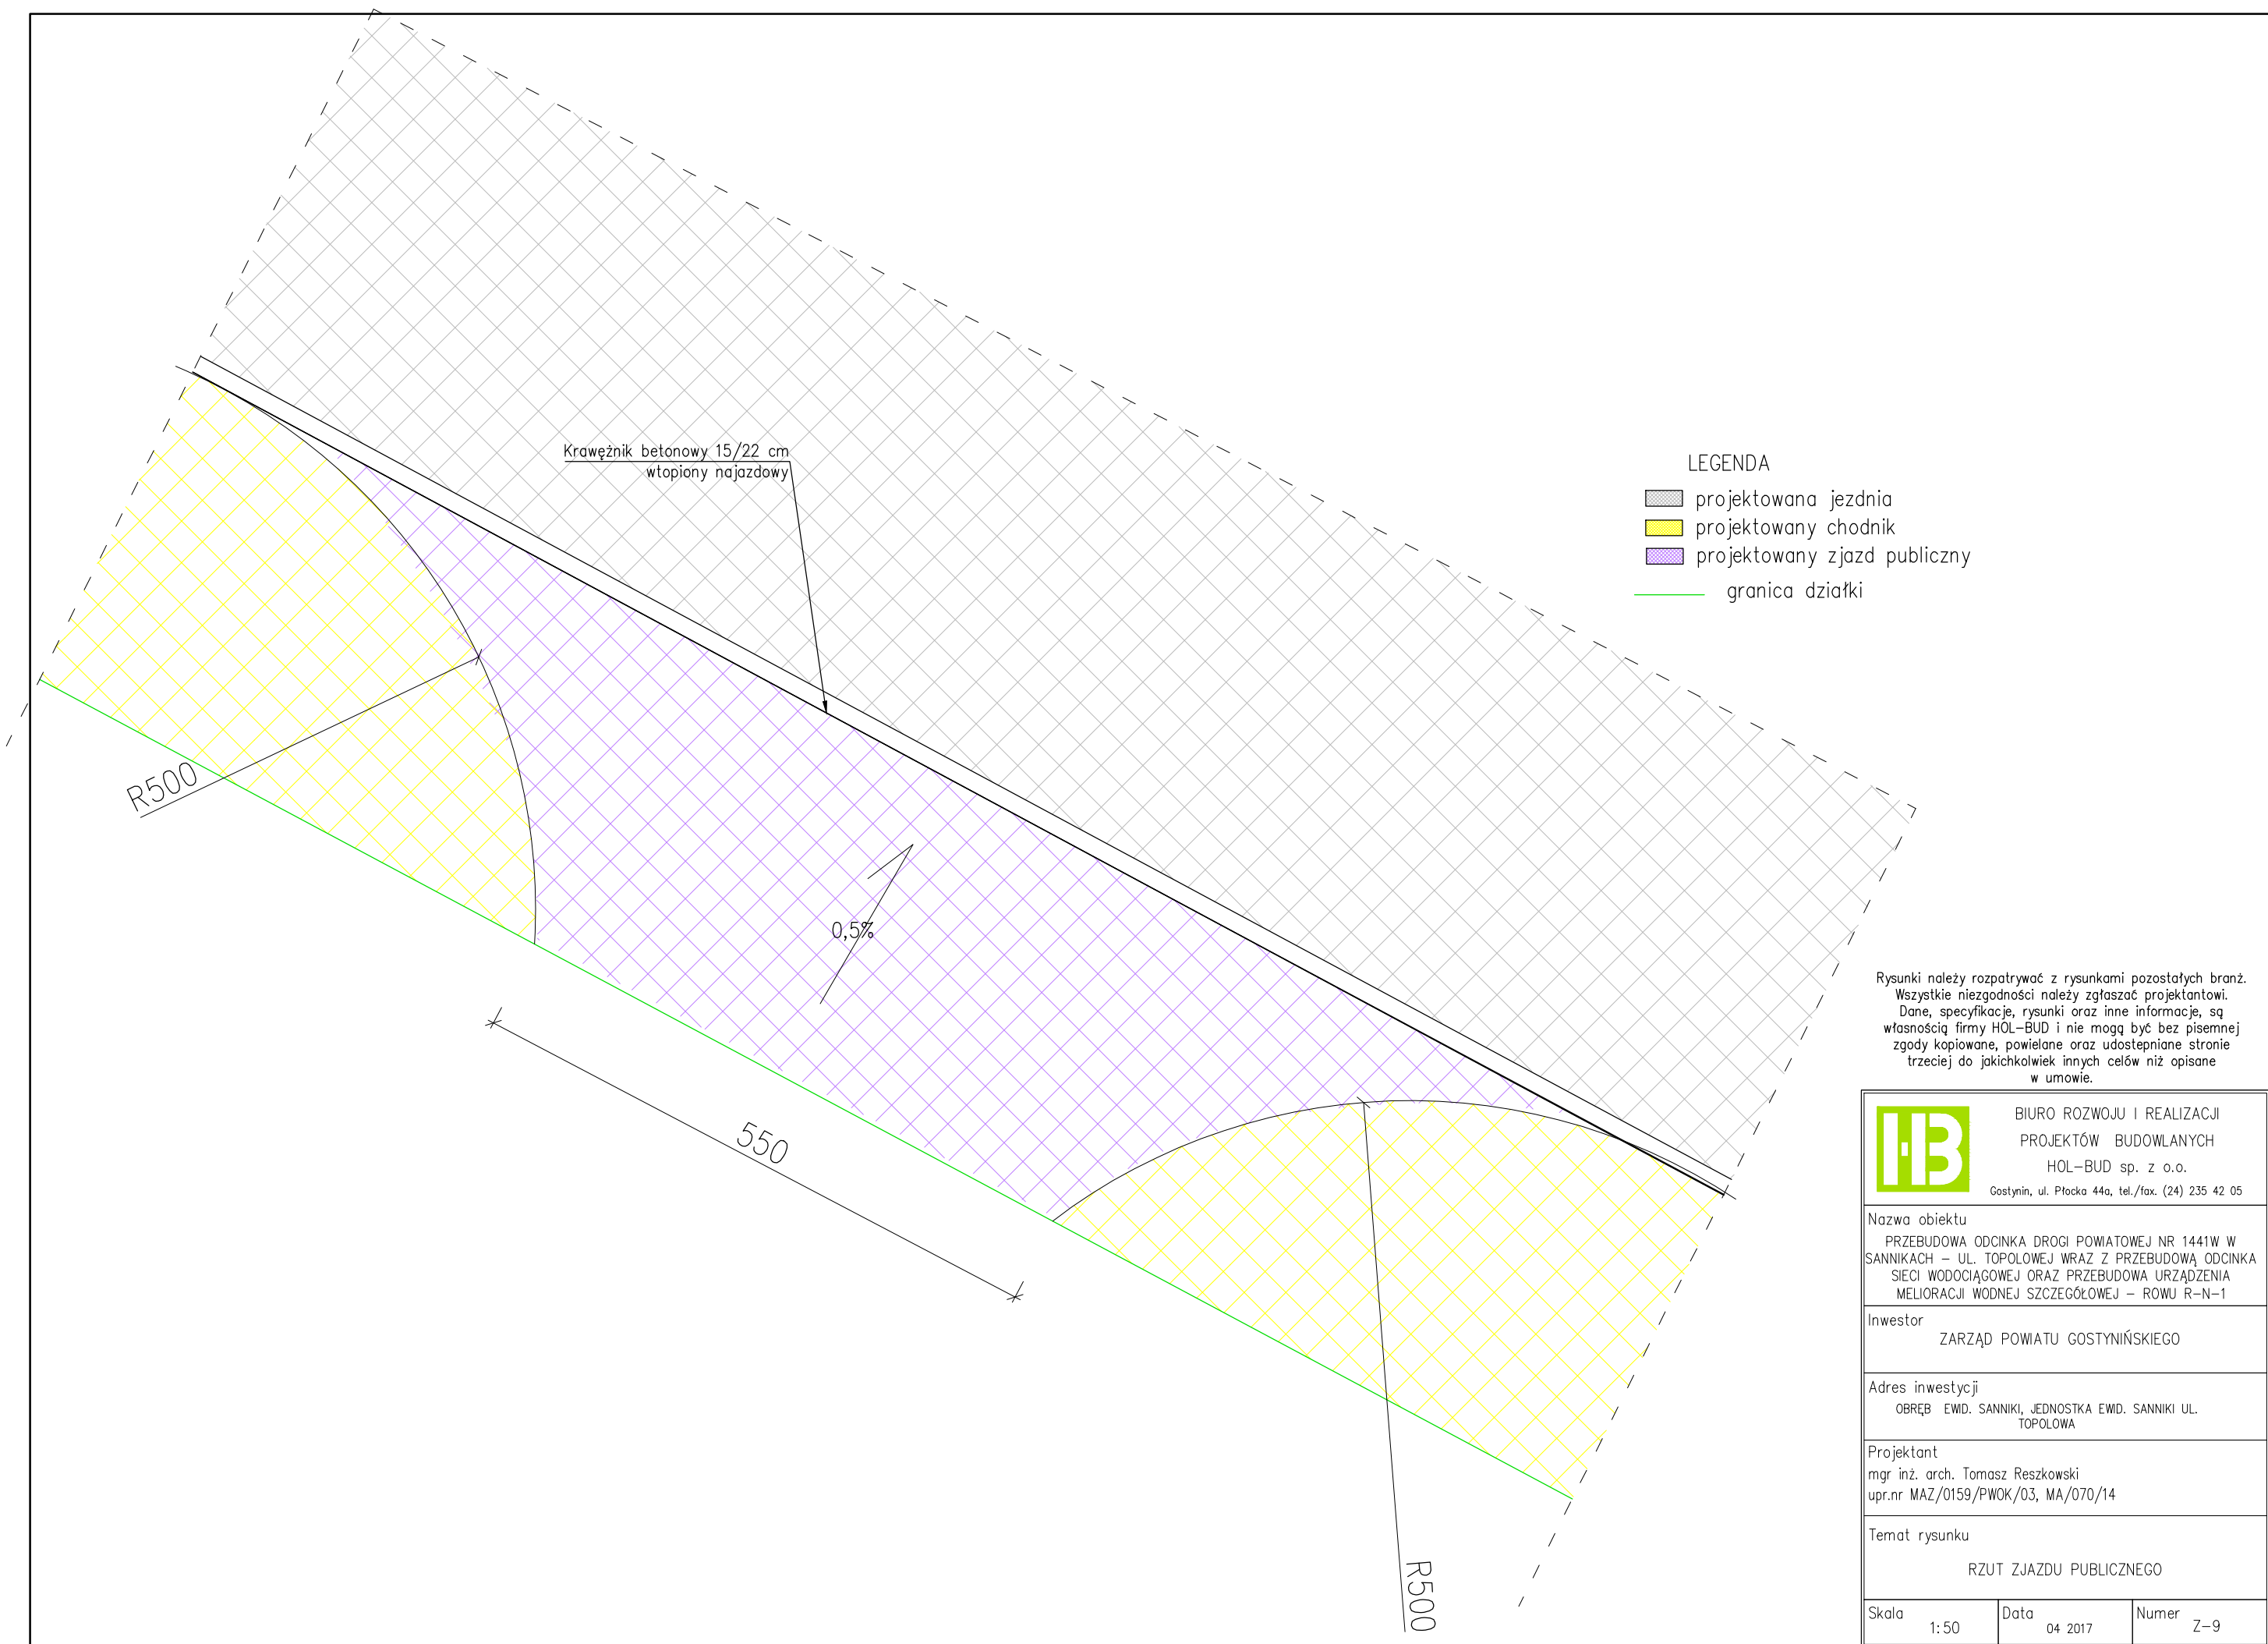 Krawężnik betonowy 15/22 cm
wtopiony najazdowy
LEGENDA
projektowana jezdnia
projektowany chodnik
projektowany zjazd publiczny
granica działki
R500
0,5%
550
R500
Rysunki należy rozpatrywać z rysunkami pozostałych branż.
Wszystkie niezgodności należy zgłaszać projektantowi.
Dane, specyfikacje, rysunki oraz inne informacje, są
własnością firmy HOL-BUD i nie mogą być bez pisemnej
zgody kopiowane, powielane oraz udostepniane stronie
trzeciej do jakichkolwiek innych celów niż opisane
w umowie.
HB
BIURO ROZWOJU I REALIZACJI
PROJEKTÓW BUDOWLANYCH
HOL-BUD sp. z o.o.
Gostynin, ul. Płocka 44a, tel./fax. (24) 235 42 05
Nazwa obiektu
PRZEBUDOWA ODCINKA DROGI POWIATOWEJ NR 1441W W
SANNIKACH - UL. TOPOLOWEJ WRAZ Z PRZEBUDOWĄ ODCINKA
SIECI WODOCIĄGOWEJ ORAZ PRZEBUDOWA URZĄDZENIA
MELIORACJI WODNEJ SZCZEGÓŁOWEJ - ROWU R-N-1
Inwestor
ZARZĄD POWIATU GOSTYNIŃSKIEGO
Adres inwestycji
OBRĘB EWID. SANNIKI, JEDNOSTKA EWID. SANNIKI UL.
TOPOLOWA
Projektant
mgr inż. arch. Tomasz Reszkowski
upr.nr MAZ/0159/PWOK/03, MA/070/14
Temat rysunku
RZUT ZJAZDU PUBLICZNEGO
Skala
1:50
Data
04 2017
Numer
Z-9